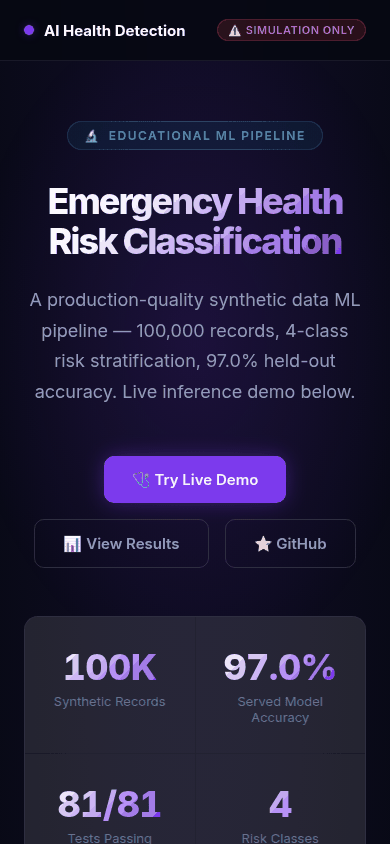 AI Health Detection
⚠️ SIMULATION ONLY
🔬 EDUCATIONAL ML PIPELINE
Emergency Health
Risk Classification
A production-quality synthetic data ML
pipeline — 100,000 records, 4-class
risk stratification, 97.0% held-out
accuracy. Live inference demo below.
🩺 Try Live Demo
📊 View Results
⭐ GitHub
100K
Synthetic Records
97.0%
Served Model
Accuracy
81/81
Tests Passing
4
Risk Classes